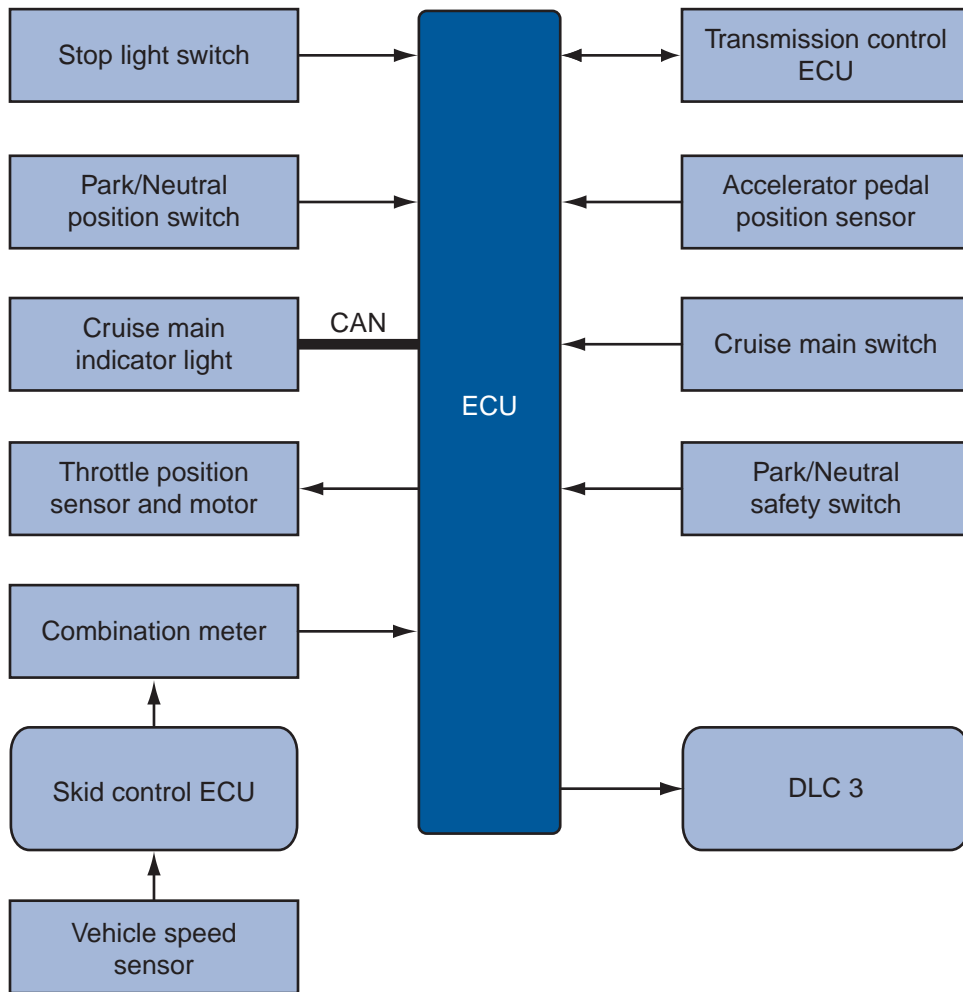 Stop light switch
Transmission control
ECU
Park/Neutral
position switch
Accelerator pedal
position sensor
Cruise main
indicator light
CAN
ECU
Cruise main switch
Throttle position
sensor and motor
Park/Neutral
safety switch
Combination meter
Skid control ECU
DLC 3
Vehicle speed
sensor